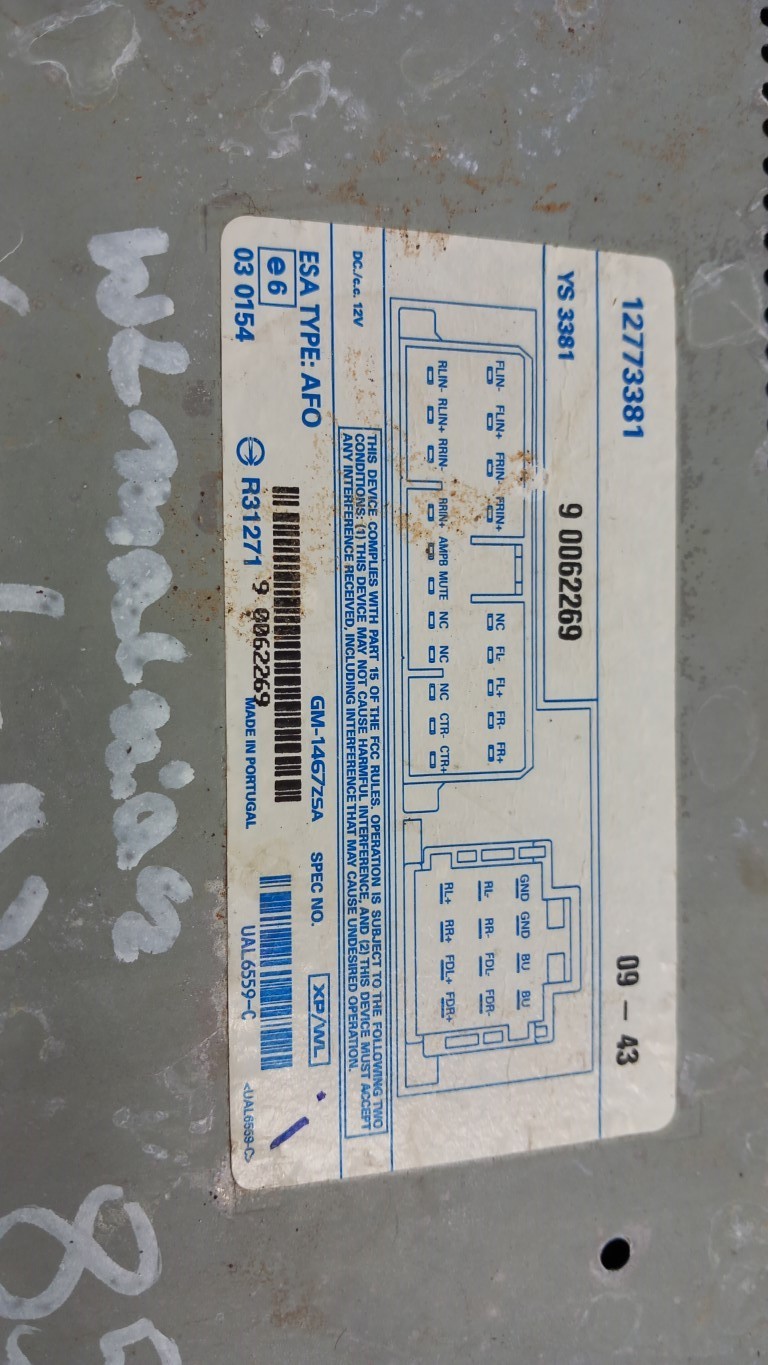 12773381
09 – 43
YS 3381
9 0062269
FLIN- FLIN+ FRIN- FRIN+ NC FL- FL+ FR- FR+
RLIN- RLIN+ RRIN- RRIN+ AMPB MUTE NC NC NC CTR- CTR+
GND GND BU BU
RL- RR- FDL- FDR-
RL+ RR+ FDL+ FDR+
DC./c.c. 12V
THIS DEVICE COMPLIES WITH PART 15 OF THE FCC RULES. OPERATION IS SUBJECT TO THE FOLLOWING TWO
CONDITIONS: (1) THIS DEVICE MAY NOT CAUSE HARMFUL INTERFERENCE, AND (2) THIS DEVICE MUST ACCEPT
ANY INTERFERENCE RECEIVED, INCLUDING INTERFERENCE THAT MAY CAUSE UNDESIRED OPERATION.
ESA TYPE: AFO
GM-1467ZSA SPEC NO. XP/WL
e6
03 0154
R31271
9 0062269
MADE IN PORTUGAL
UAL6559-C
<UAL6559-C>
85